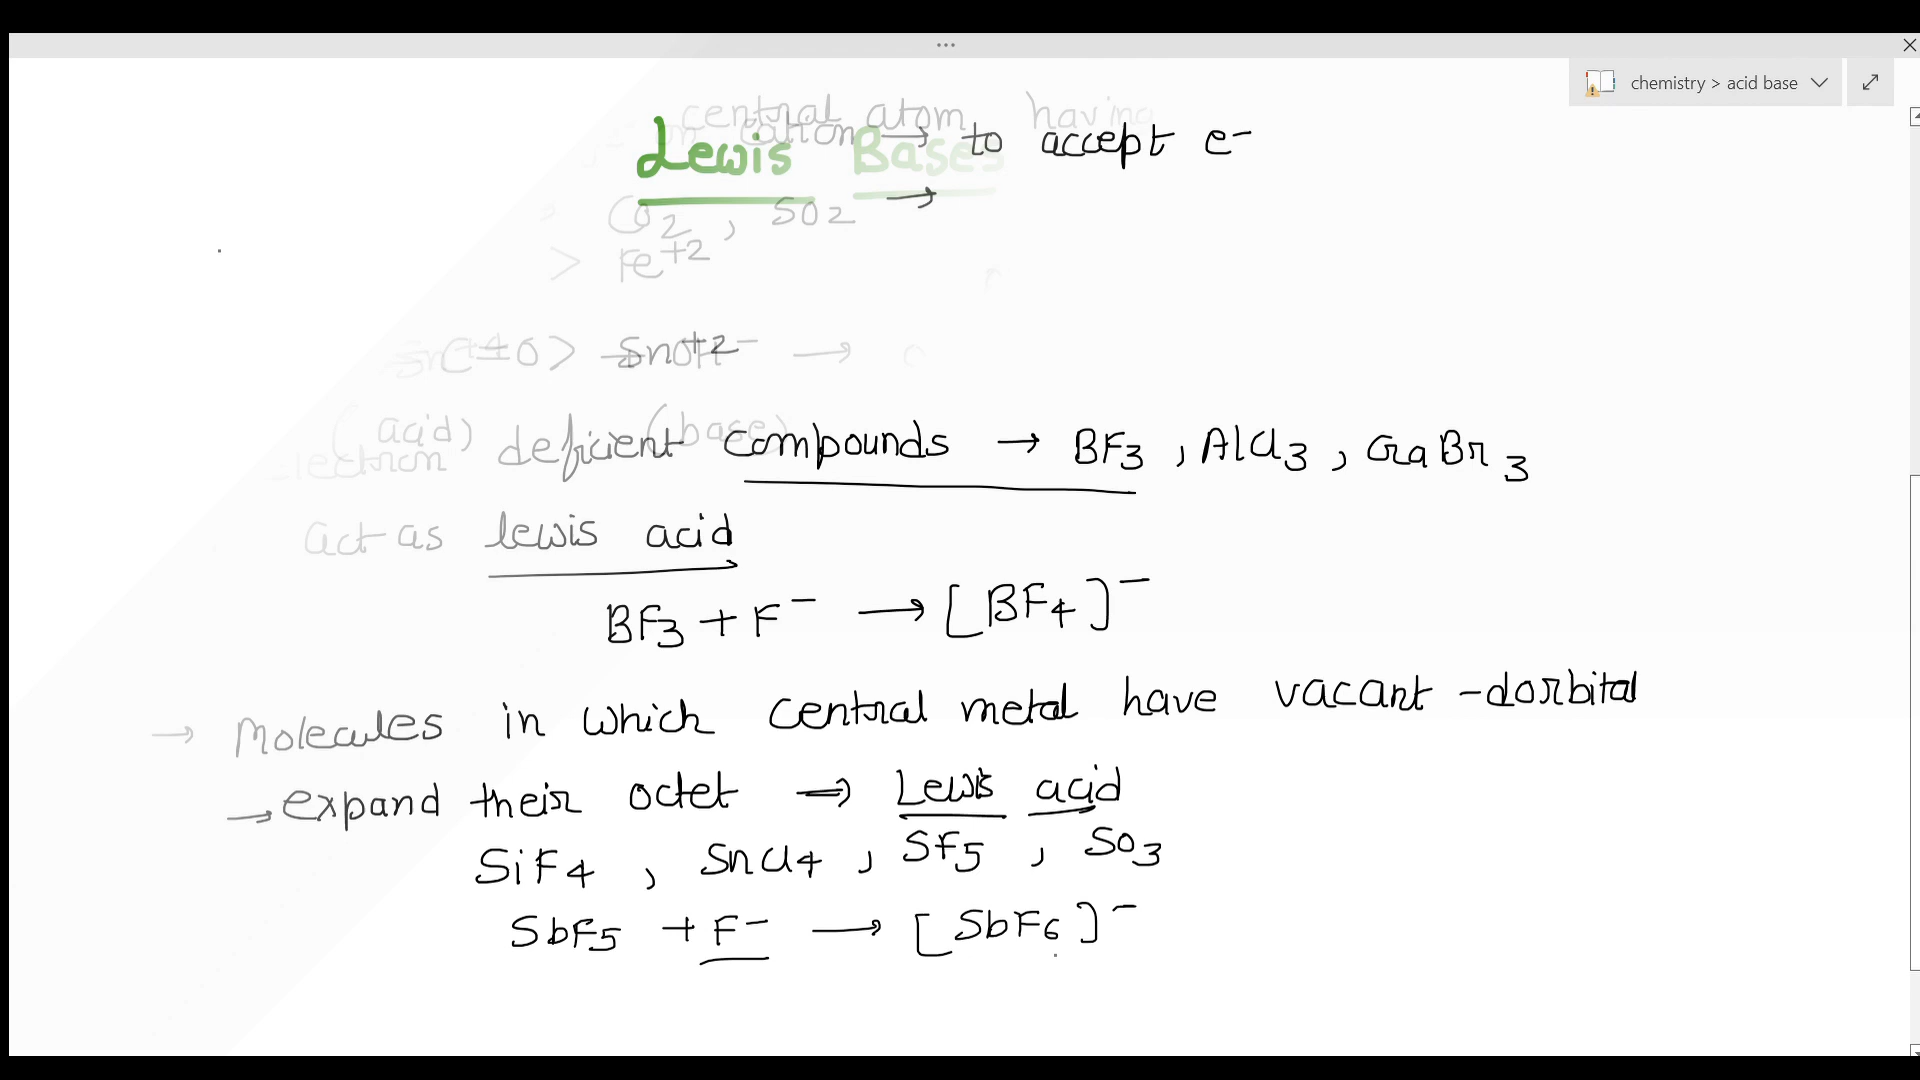 chemistry > acid base
central atom having
cation → to accept e-
Lewis Bases
→
CO2 , SO2
> Fe+2
Sn+2
(acid) (base)
electron deficient compounds → BF3 , AlCl3 , GaBr3
act as lewis acid
BF3 + F- → [BF4]-
→ Molecules in which central metal have vacant -dorbital
→ expand their octet → Lewis acid
SiF4 , SnCl4 , SF5 , SO3
SbF5 + F- → [SbF6]-